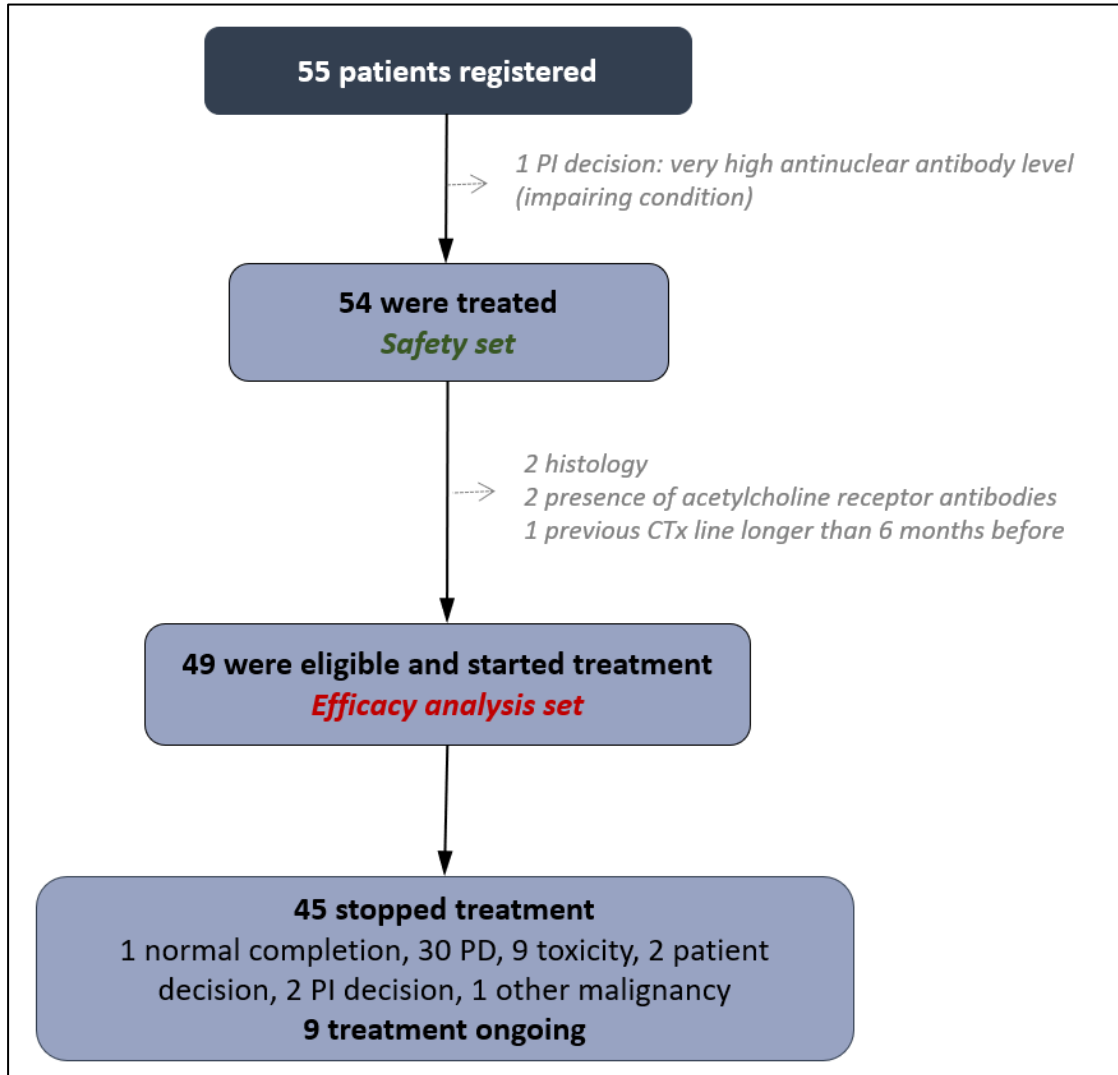 55 patients registered
1 PI decision: very high antinuclear antibody level
(impairing condition)
54 were treated
Safety set
2 histology
2 presence of acetylcholine receptor antibodies
1 previous CTx line longer than 6 months before
49 were eligible and started treatment
Efficacy analysis set
45 stopped treatment
1 normal completion, 30 PD, 9 toxicity, 2 patient
decision, 2 PI decision, 1 other malignancy
9 treatment ongoing